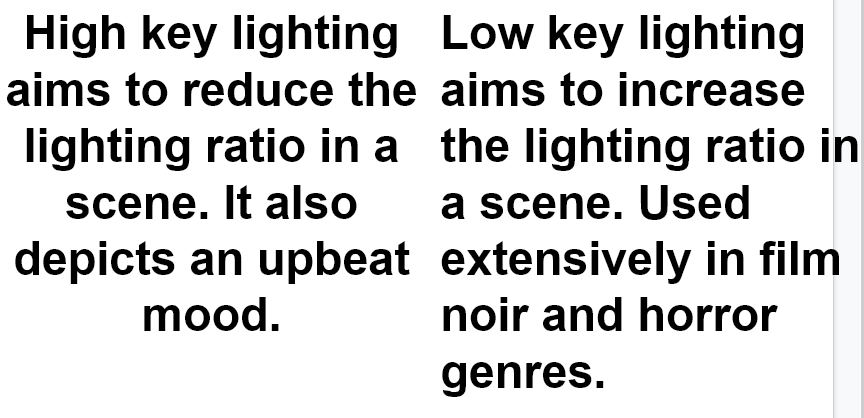 High key lighting
aims to reduce the
lighting ratio in a
scene. It also
depicts an upbeat
mood.
Low key lighting
aims to increase
the lighting ratio in
a scene. Used
extensively in film
noir and horror
genres.